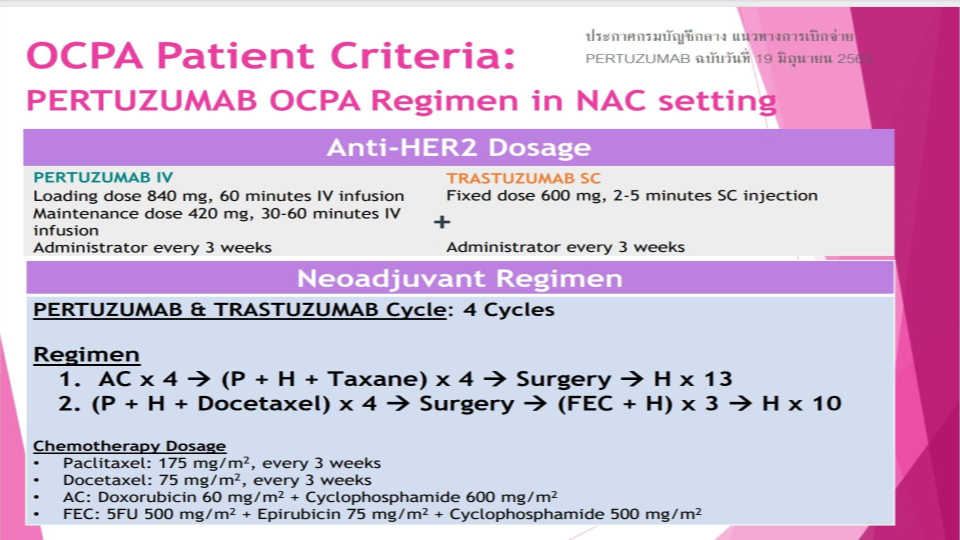 OCPA Patient Criteria:
ประกาศกรมบัญชีกลาง แนวทางการเบิกจ่าย
PERTUZUMAB ฉบับวันที่ 19 มิถุนายน
PERTUZUMAB OCPA Regimen in NAC setting
Anti-HER2 Dosage
PERTUZUMAB IV
Loading dose 840 mg, 60 minutes IV infusion
Maintenance dose 420 mg, 30-60 minutes IV
infusion
Administrator every 3 weeks
+
TRASTUZUMAB SC
Fixed dose 600 mg, 2-5 minutes SC injection
Administrator every 3 weeks
Neoadjuvant Regimen
PERTUZUMAB & TRASTUZUMAB Cycle: 4 Cycles
Regimen
1. AC x 4 → (P + H + Taxane) x 4 → Surgery → H x 13
2. (P + H + Docetaxel) x 4 → Surgery → (FEC + H) x 3 → H x 10
Chemotherapy Dosage
• Paclitaxel: 175 mg/m², every 3 weeks
• Docetaxel: 75 mg/m², every 3 weeks
• AC: Doxorubicin 60 mg/m² + Cyclophosphamide 600 mg/m²
• FEC: 5FU 500 mg/m² + Epirubicin 75 mg/m² + Cyclophosphamide 500 mg/m²